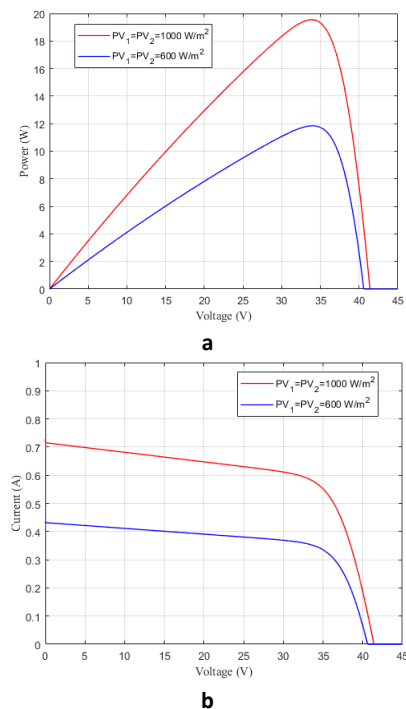 20
18
16
14
12
10
8
6
4
2
0
Power (W)
PV1=PV2=1000 W/m2
PV1=PV2=600 W/m2
0 5 10 15 20 25 30 35 40 45
Voltage (V)
a
1
0.9
0.8
0.7
0.6
0.5
0.4
0.3
0.2
0.1
0
Current (A)
PV1=PV2=1000 W/m2
PV1=PV2=600 W/m2
0 5 10 15 20 25 30 35 40 45
Voltage (V)
b